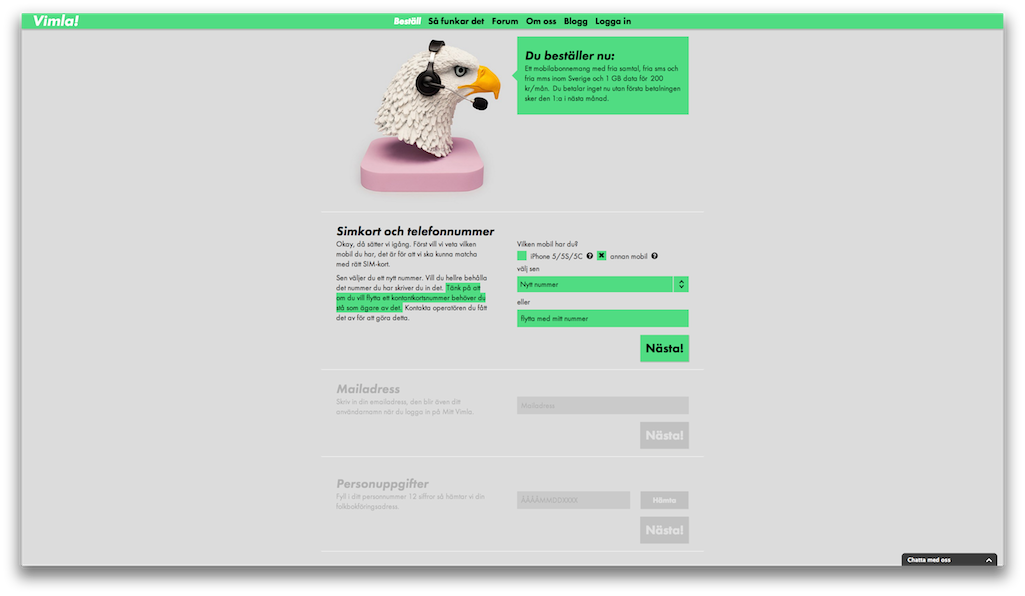 Vimla!
Beställ Så funkar det Forum Om oss Blogg Logga in
Du beställer nu:
Ett mobilabonnemang med fria samtal, fria sms och
fria mms inom Sverige och 1 GB data för 200
kr/mån. Du betalar inget nu utan första betalningen
sker den 1:a i nästa månad.
Simkort och telefonnummer
Okay, då sätter vi igång. Först vill vi veta vilken
mobil du har, det är för att vi ska kunna matcha
med rätt SIM-kort.
Sen väljer du ett nytt nummer. Vill du hellre behålla
det nummer du har skriver du in det. Tänk på att
om du vill flytta ett kontantkortsnummer behöver du
stå som ägare av det. Kontakta operatören du fått
det av för att göra detta.
Vilken mobil har du?
iPhone 5/5S/5C ? annan mobil ?
välj sen
Nytt nummer
eller
flytta med mitt nummer
Nästa!
Mailadress
Skriv in din emailadress, den blir även ditt
användarnamn när du logga in på Mitt Vimla.
Mailadress
Nästa!
Personuppgifter
Fyll i ditt personnummer 12 siffror så hämtar vi din
folkbokföringsadress.
ÅÅÅÅMMDDXXXX
Hämta
Nästa!
Chatta med oss